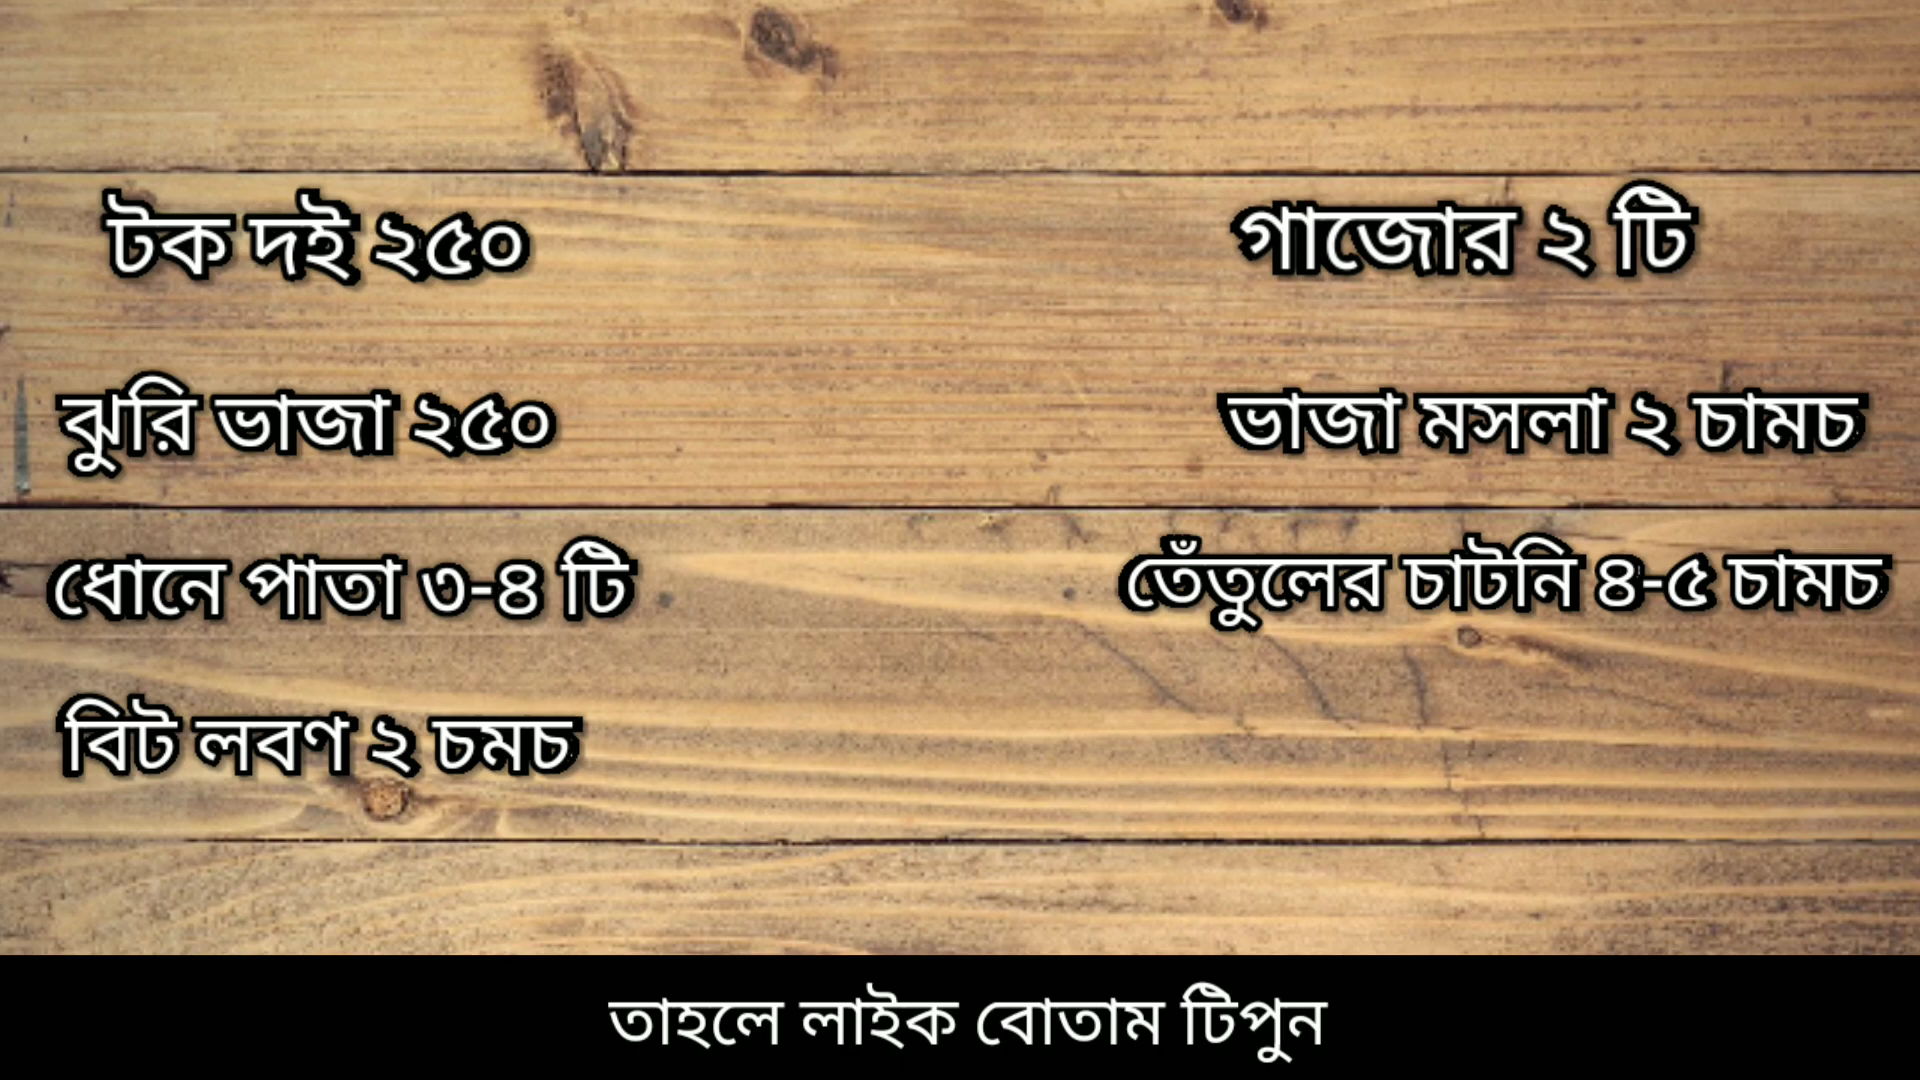 টক দই ২৫০
গাজোর ২ টি
ঝুরি ভাজা ২৫০
ভাজা মসলা ২ চামচ
ধোনে পাতা ৩-৪ টি
তেঁতুলের চাটনি ৪-৫ চামচ
বিট লবণ ২ চমচ
তাহলে লাইক বোতাম টিপুন